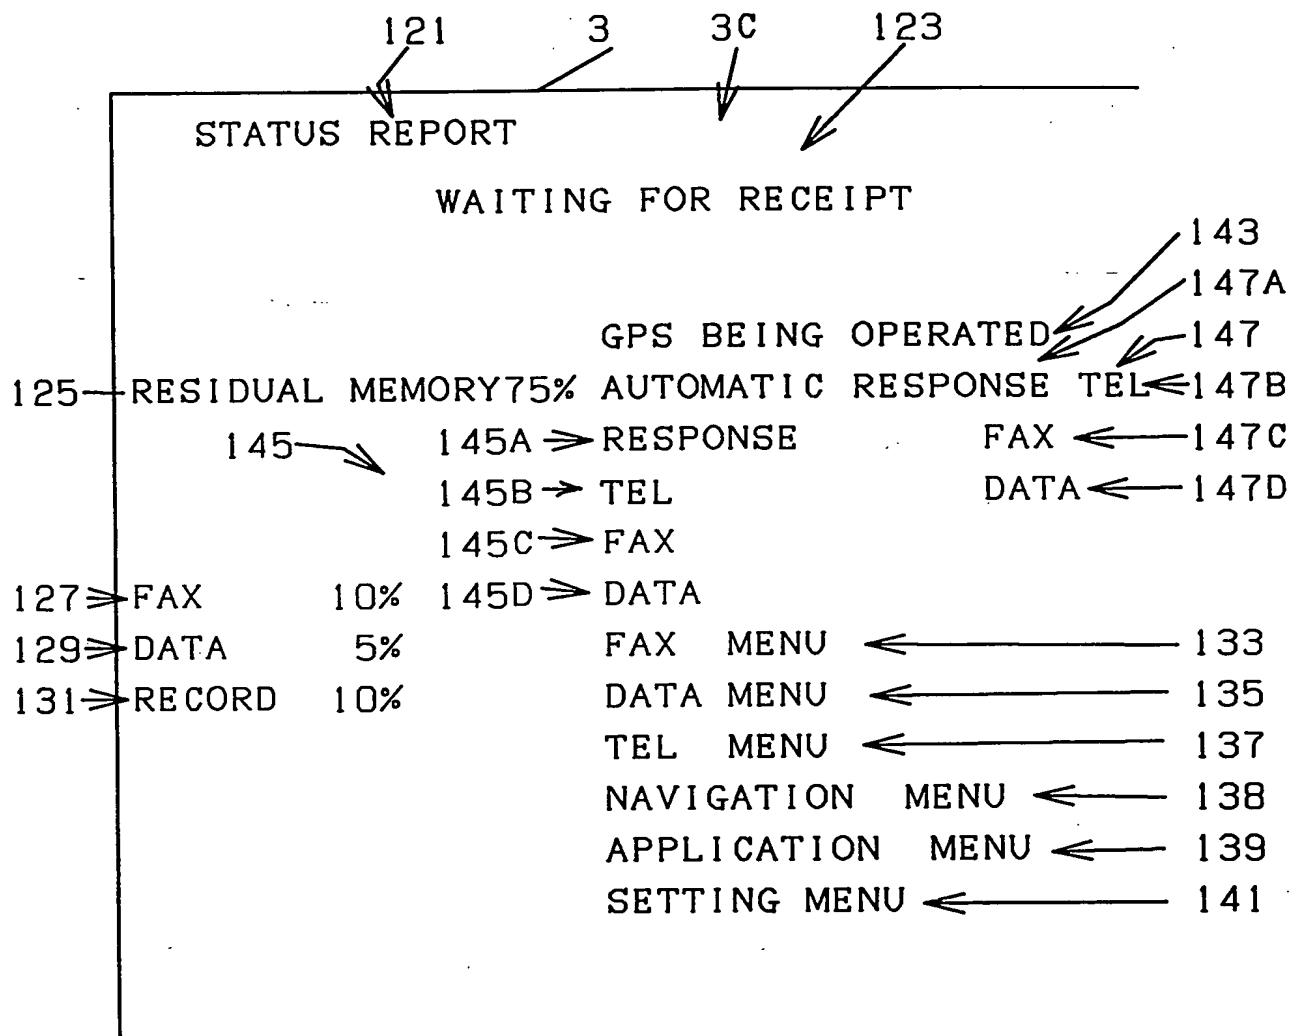 121 3 3C 123
STATUS REPORT
WAITING FOR RECEIPT
143
147A
GPS BEING OPERATED 147
125 RESIDUAL MEMORY 75% AUTOMATIC RESPONSE TEL 147B
145 145A RESPONSE FAX 147C
145B TEL DATA 147D
145C FAX
127 FAX 10% 145D DATA
129 DATA 5% FAX MENU 133
131 RECORD 10% DATA MENU 135
TEL MENU 137
NAVIGATION MENU 138
APPLICATION MENU 139
SETTING MENU 141